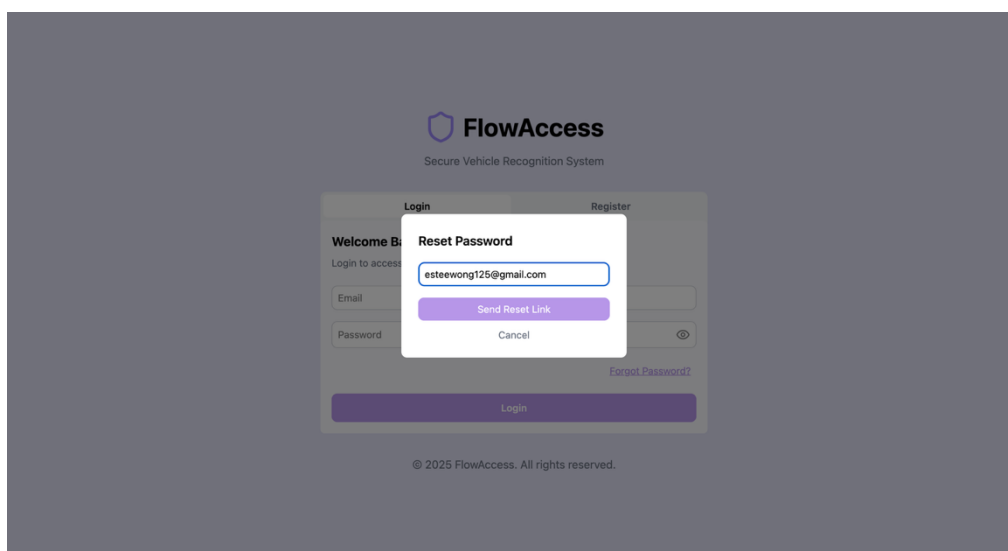 FlowAccess
Secure Vehicle Recognition System
Login Register
Welcome Ba
Login to access
Email
Password
Reset Password
esteewong125@gmail.com
Send Reset Link
Cancel
Forgot Password?
Login
© 2025 FlowAccess. All rights reserved.